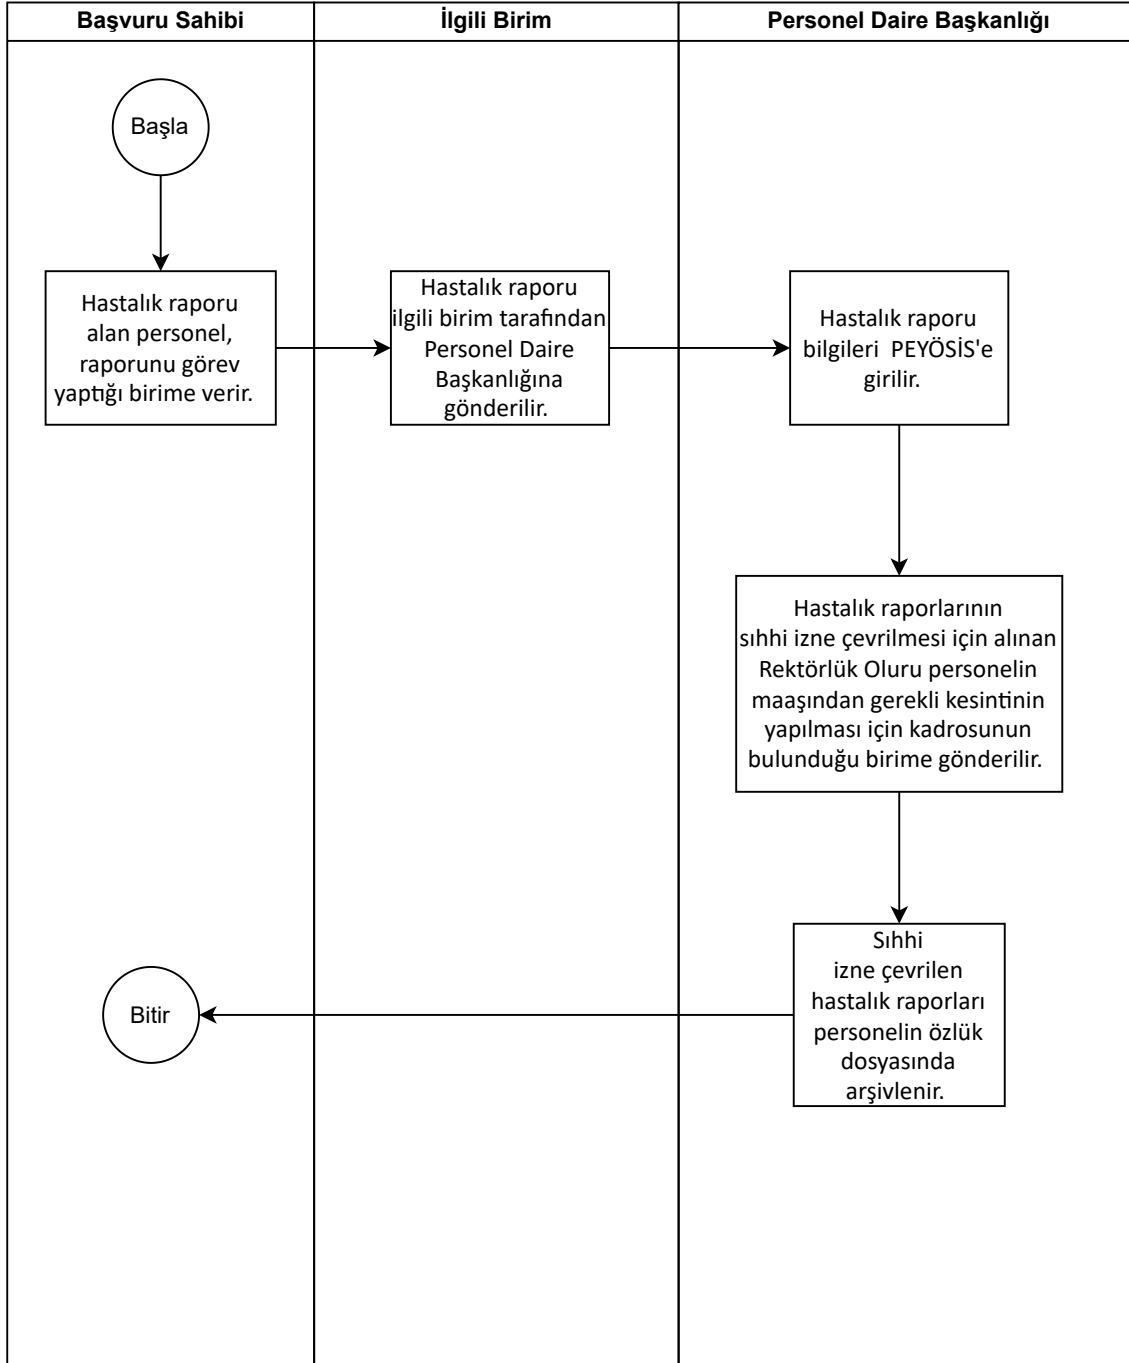 Başvuru Sahibi
İlgili Birim
Personel Daire Başkanlığı
Başla
Hastalık raporu
alan personel,
raporunu görev
yaptığı birime verir.
Hastalık raporu
ilgili birim tarafından
Personel Daire
Başkanlığına
gönderilir.
Hastalık raporu
bilgileri PEYÖSİS'e
girilir.
Hastalık raporlarının
sıhhi izne çevrilmesi için alınan
Rektörlük Oluru personelin
maaşından gerekli kesintinin
yapılması için kadrosunun
bulunduğu birime gönderilir.
Sıhhi
izne çevrilen
hastalık raporları
personelin özlük
dosyasında
arşivlenir.
Bitir